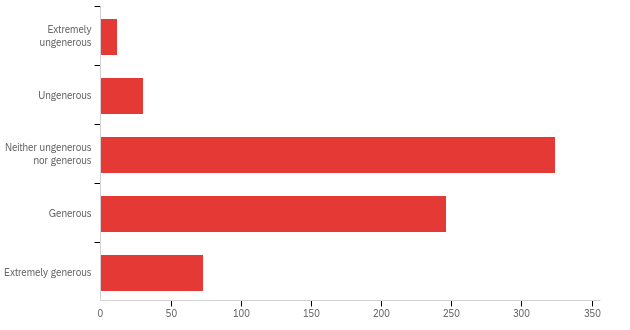 Extremely
ungenerous
Ungenerous
Neither ungenerous
nor generous
Generous
Extremely generous
0 50 100 150 200 250 300 350